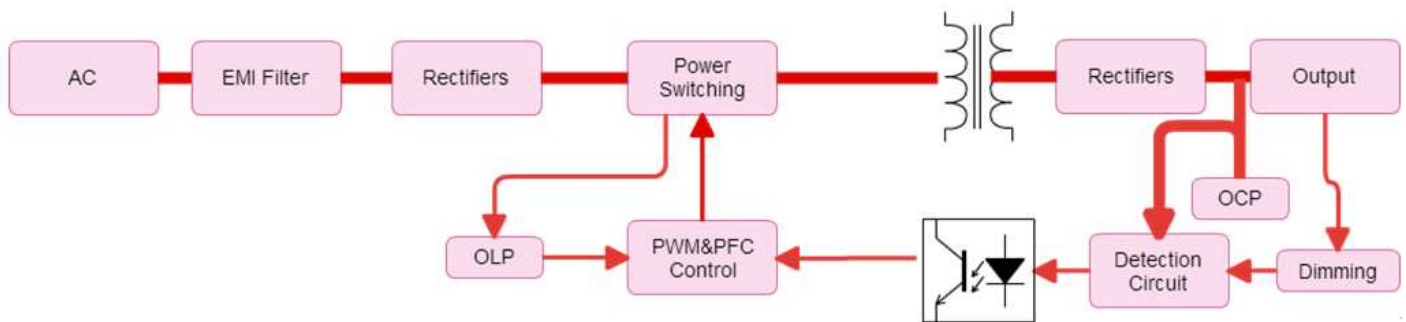 AC
EMI Filter
Rectifiers
Power
Switching
Rectifiers
Output
OCP
OLP
PWM&PFC
Control
Detection
Circuit
Dimming